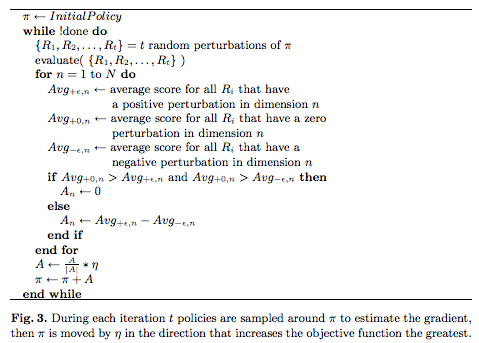 π ← InitialPolicy
while !done do
{R₁, R₂, . . . , Rₜ} = t random perturbations of π
evaluate( {R₁, R₂, . . . , Rₜ} )
for n = 1 to N do
Avg₊ϵ,ₙ ← average score for all Rᵢ that have
a positive perturbation in dimension n
Avg₊₀,ₙ ← average score for all Rᵢ that have a zero
perturbation in dimension n
Avg₋ϵ,ₙ ← average score for all Rᵢ that have a
negative perturbation in dimension n
if Avg₊₀,ₙ > Avg₊ϵ,ₙ and Avg₊₀,ₙ > Avg₋ϵ,ₙ then
Aₙ ← 0
else
Aₙ ← Avg₊ϵ,ₙ − Avg₋ϵ,ₙ
end if
end for
A ← A/|A| ∗ η
π ← π + A
end while
Fig. 3. During each iteration t policies are sampled around π to estimate the gradient,
then π is moved by η in the direction that increases the objective function the greatest.